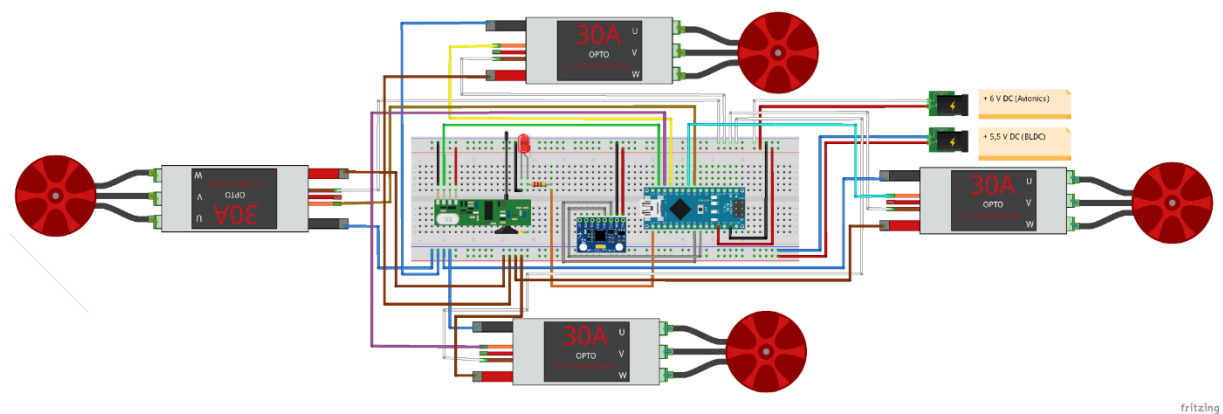 30A
U
OPTO
V
W
+ 6 V DC (Avionics)
+ 5,5 V DC (BLDC)
W
V
OPTO
U
30A
30A
U
OPTO
V
W
30A
U
OPTO
V
W
fritzing